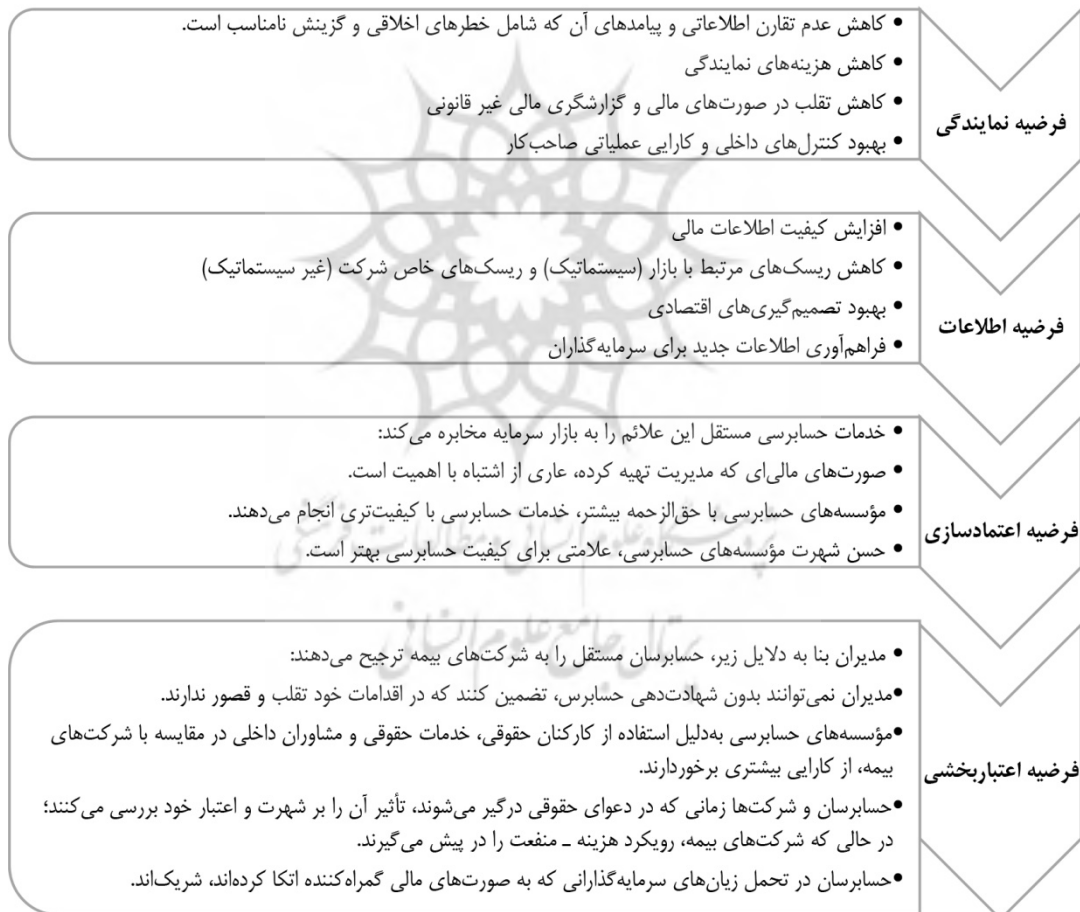 • کاهش عدم تقارن اطلاعاتی و پیامدهای آن که شامل خطرهای اخلاقی و گزینش نامناسب است.
• کاهش هزینه‌های نمایندگی
• کاهش تقلب در صورت‌های مالی و گزارشگری مالی غیر قانونی
• بهبود کنترل‌های داخلی و کارایی عملیاتی صاحب‌کار
فرضیه نمایندگی
• افزایش کیفیت اطلاعات مالی
• کاهش ریسک‌های مرتبط با بازار (سیستماتیک) و ریسک‌های خاص شرکت (غیر سیستماتیک)
• بهبود تصمیم‌گیری‌های اقتصادی
• فراهم‌آوری اطلاعات جدید برای سرمایه‌گذاران
فرضیه اطلاعات
• خدمات حسابرسی مستقل این علائم را به بازار سرمایه مخابره می‌کند:
• صورت‌های مالی‌ای که مدیریت تهیه کرده، عاری از اشتباه با اهمیت است.
• مؤسسه‌های حسابرسی با حق‌الزحمه بیشتر، خدمات حسابرسی با کیفیت‌تری انجام می‌دهند.
• حسن شهرت مؤسسه‌های حسابرسی، علامتی برای کیفیت حسابرسی بهتر است.
فرضیه اعتمادسازی
• مدیران بنا به دلایل زیر، حسابرسان مستقل را به شرکت‌های بیمه ترجیح می‌دهند:
•مدیران نمی‌توانند بدون شهادت‌دهی حسابرس، تضمین کنند که در اقدامات خود تقلب و قصور ندارند.
•مؤسسه‌های حسابرسی به‌دلیل استفاده از کارکنان حقوقی، خدمات حقوقی و مشاوران داخلی در مقایسه با شرکت‌های
بیمه، از کارایی بیشتری برخوردارند.
•حسابرسان و شرکت‌ها زمانی که در دعوای حقوقی درگیر می‌شوند، تأثیر آن را بر شهرت و اعتبار خود بررسی می‌کنند؛
در حالی که شرکت‌های بیمه، رویکرد هزینه ـ منفعت را در پیش می‌گیرند.
•حسابرسان در تحمل زیان‌های سرمایه‌گذارانی که به صورت‌های مالی گمراه‌کننده اتکا کرده‌اند، شریک‌اند.
فرضیه اعتباربخشی
پژوهشگاه علوم انسانی و مطالعات فرهنگی
پرتال جامع علوم انسانی